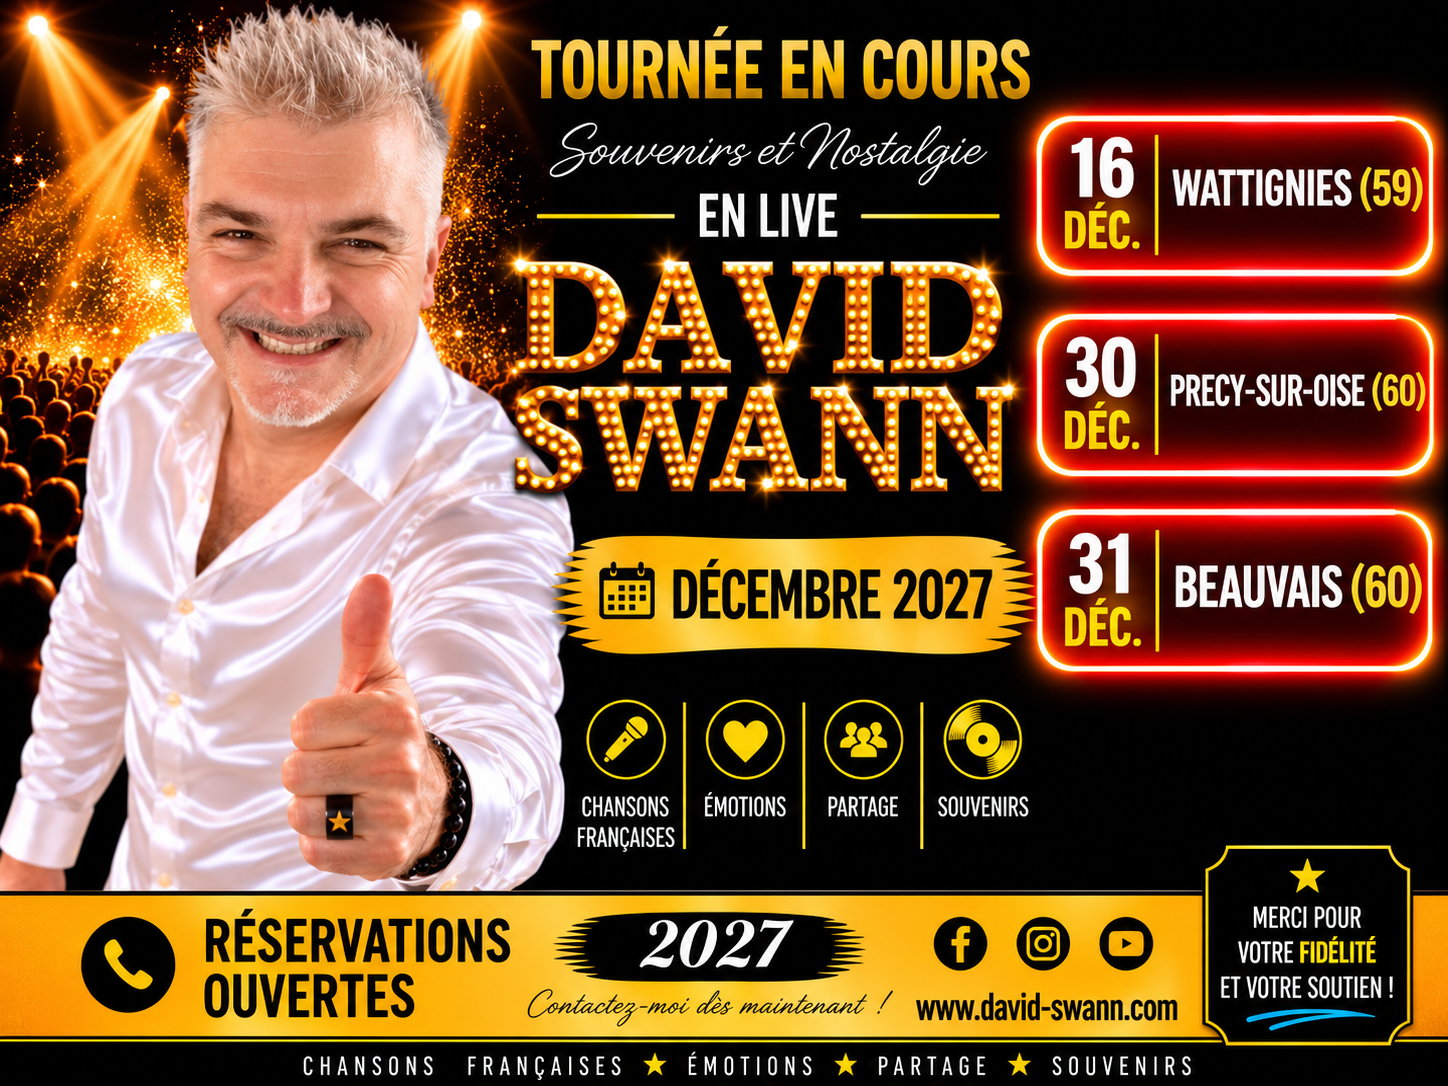 TOURNÉE EN COURS
Souvenirs et Nostalgie
EN LIVE
DAVID
SWANN
DÉCEMBRE 2027
16
DÉC.
WATTIGNIES (59)
30
DÉC.
PRECY-SUR-OISE (60)
31
DÉC.
BEAUVAIS (60)
CHANSONS
FRANÇAISES
ÉMOTIONS
PARTAGE
SOUVENIRS
RÉSERVATIONS
OUVERTES
2027
Contactez-moi dès maintenant !
www.david-swann.com
MERCI POUR
VOTRE FIDÉLITÉ
ET VOTRE SOUTIEN !
CHANSONS FRANÇAISES ★ ÉMOTIONS ★ PARTAGE ★ SOUVENIRS